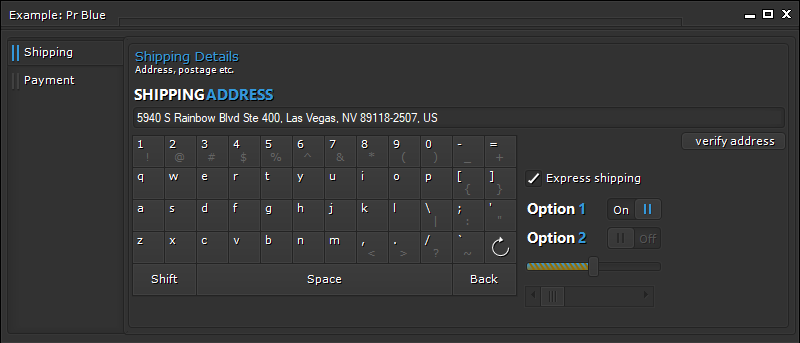 Example: Pr Blue
Shipping
Payment
Shipping Details
Address, postage etc.
SHIPPING ADDRESS
5940 S Rainbow Blvd Ste 400, Las Vegas, NV 89118-2507, US
verify address
1 2 3 4 5 6 7 8 9 0 - =
! @ # $ % ^ & * ( ) _ +
q w e r t y u i o p [ ]
{ }
a s d f g h j k l \ ; '
| : "
z x c v b n m , . / `
< > ? ~
Shift Space Back
Express shipping
Option 1 On
Option 2 Off